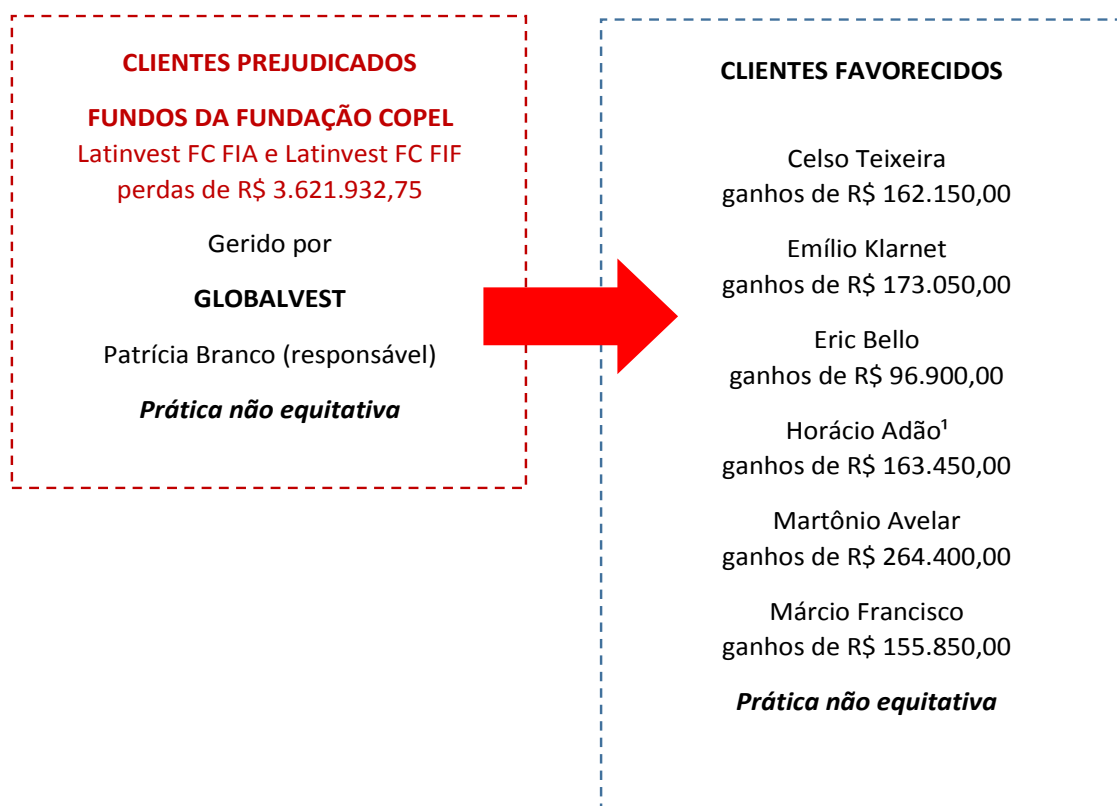 CLIENTES PREJUDICADOS
FUNDOS DA FUNDAÇÃO COPEL
Latinvest FC FIA e Latinvest FC FIF
perdas de R$ 3.621.932,75
Gerido por
GLOBALVEST
Patrícia Branco (responsável)
Prática não equitativa
CLIENTES FAVORECIDOS
Celso Teixeira
ganhos de R$ 162.150,00
Emílio Klarnet
ganhos de R$ 173.050,00
Eric Bello
ganhos de R$ 96.900,00
Horácio Adão¹
ganhos de R$ 163.450,00
Martônio Avelar
ganhos de R$ 264.400,00
Márcio Francisco
ganhos de R$ 155.850,00
Prática não equitativa